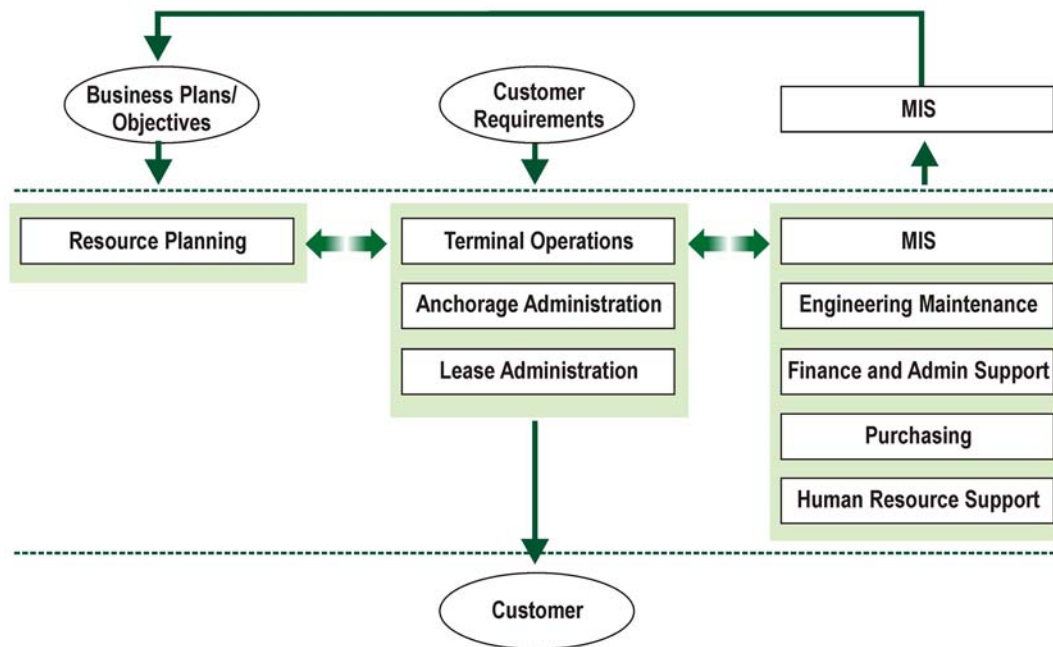 Business Plans/
Objectives
Customer
Requirements
MIS
Resource Planning
Terminal Operations
MIS
Anchorage Administration
Engineering Maintenance
Lease Administration
Finance and Admin Support
Purchasing
Human Resource Support
Customer